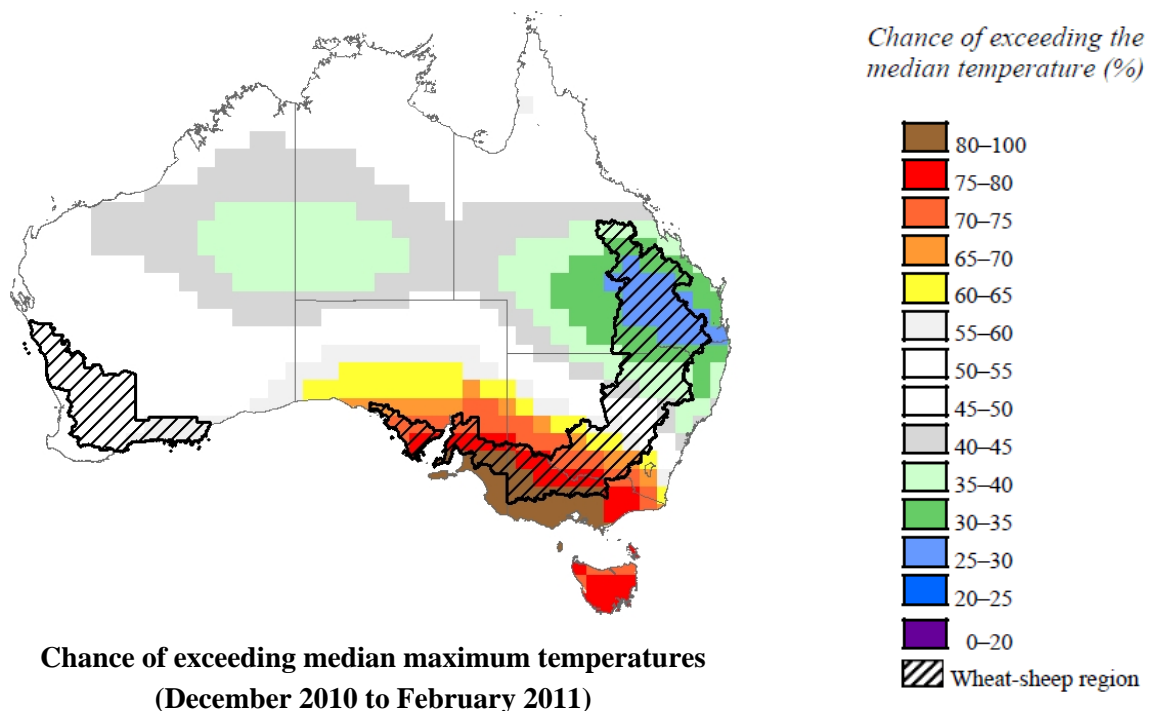 Chance of exceeding the
median temperature (%)
80–100
75–80
70–75
65–70
60–65
55–60
50–55
45–50
40–45
35–40
30–35
25–30
20–25
0–20
Wheat-sheep region
Chance of exceeding median maximum temperatures
(December 2010 to February 2011)